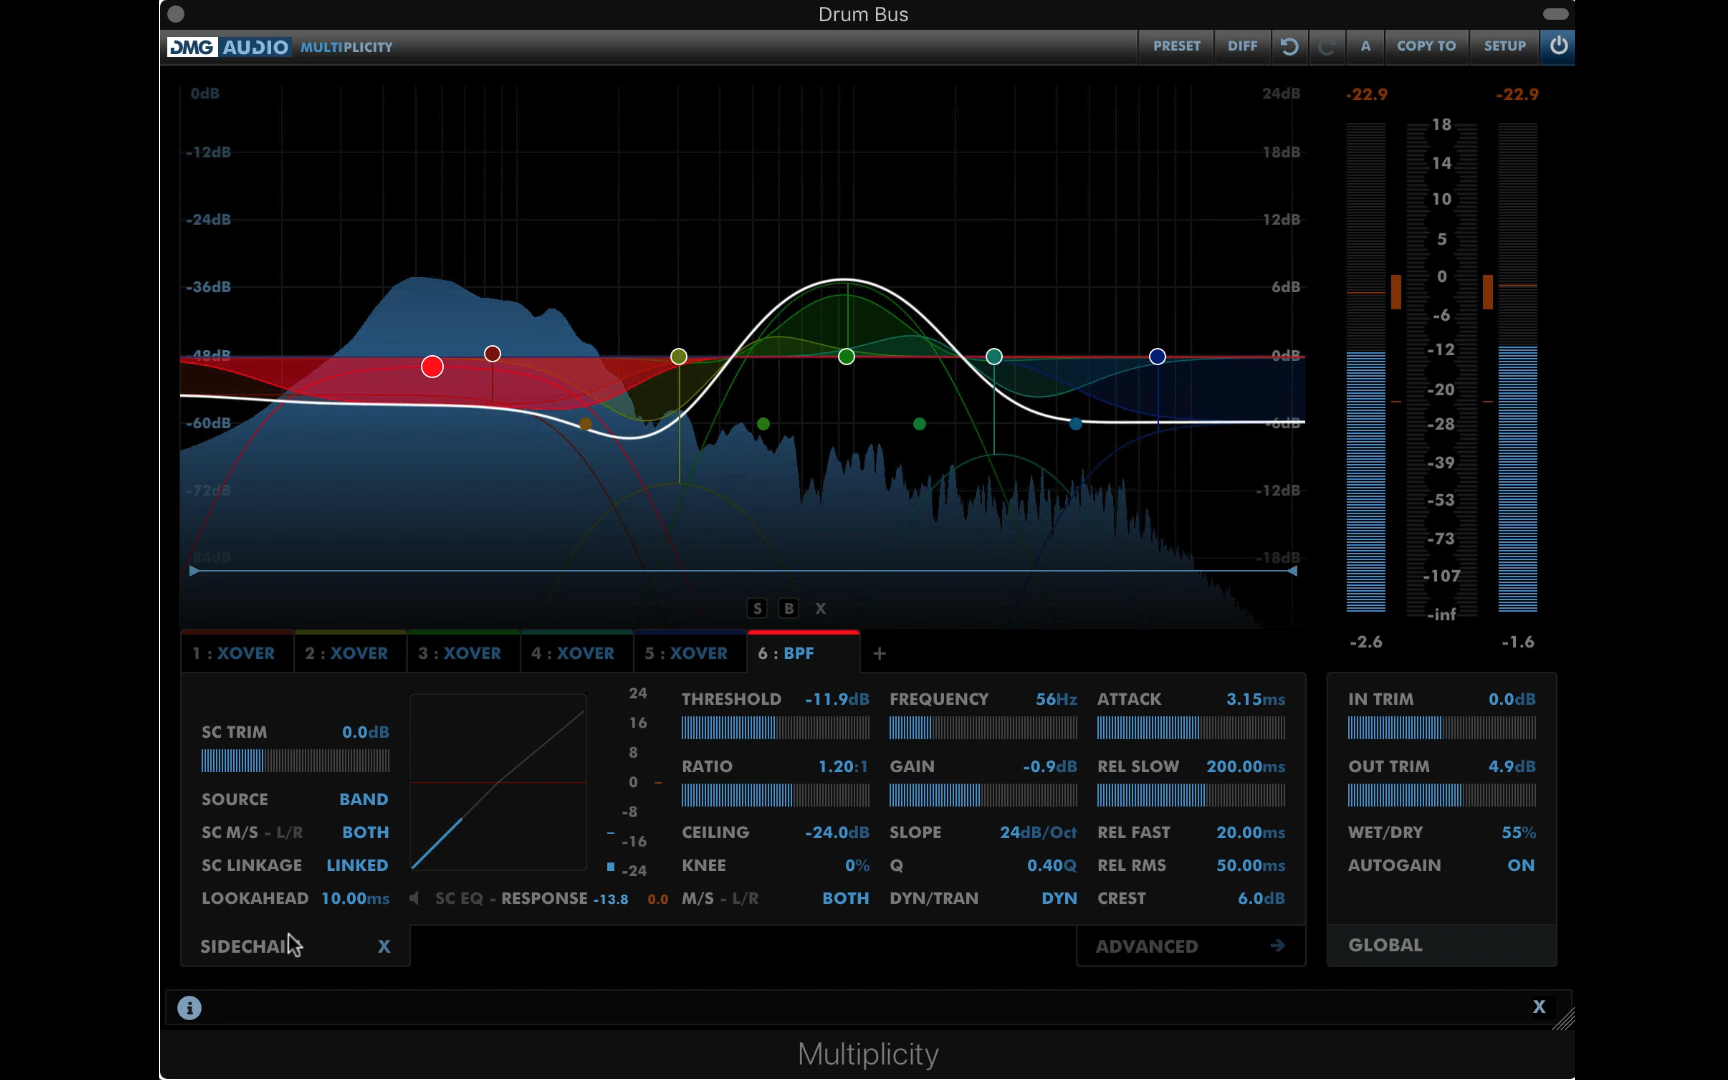 Drum Bus
DMG AUDIO MULTIPLICITY
PRESET DIFF A COPY TO SETUP
0dB 24dB -22.9 -22.9
-12dB 18dB
-24dB 12dB
-36dB 6dB
-48dB 0dB
-60dB -6dB
-72dB -12dB
-84dB -18dB
18
14
10
5
0
-6
-12
-20
-28
-39
-53
-73
-107
-inf
S B X
-2.6 -1.6
1 : XOVER 2 : XOVER 3 : XOVER 4 : XOVER 5 : XOVER 6 : BPF +
SC TRIM 0.0dB
SOURCE BAND
SC M/S - L/R BOTH
SC LINKAGE LINKED
LOOKAHEAD 10.00ms
SIDECHAI X
24
16
8
0
-8
-16
-24
SC EQ - RESPONSE -13.8 0.0
THRESHOLD -11.9dB
RATIO 1.20:1
CEILING -24.0dB
KNEE 0%
M/S - L/R BOTH
FREQUENCY 56Hz
GAIN -0.9dB
SLOPE 24dB/Oct
Q 0.40Q
DYN/TRAN DYN
ATTACK 3.15ms
REL SLOW 200.00ms
REL FAST 20.00ms
REL RMS 50.00ms
CREST 6.0dB
ADVANCED
IN TRIM 0.0dB
OUT TRIM 4.9dB
WET/DRY 55%
AUTOGAIN ON
GLOBAL
i X
Multiplicity